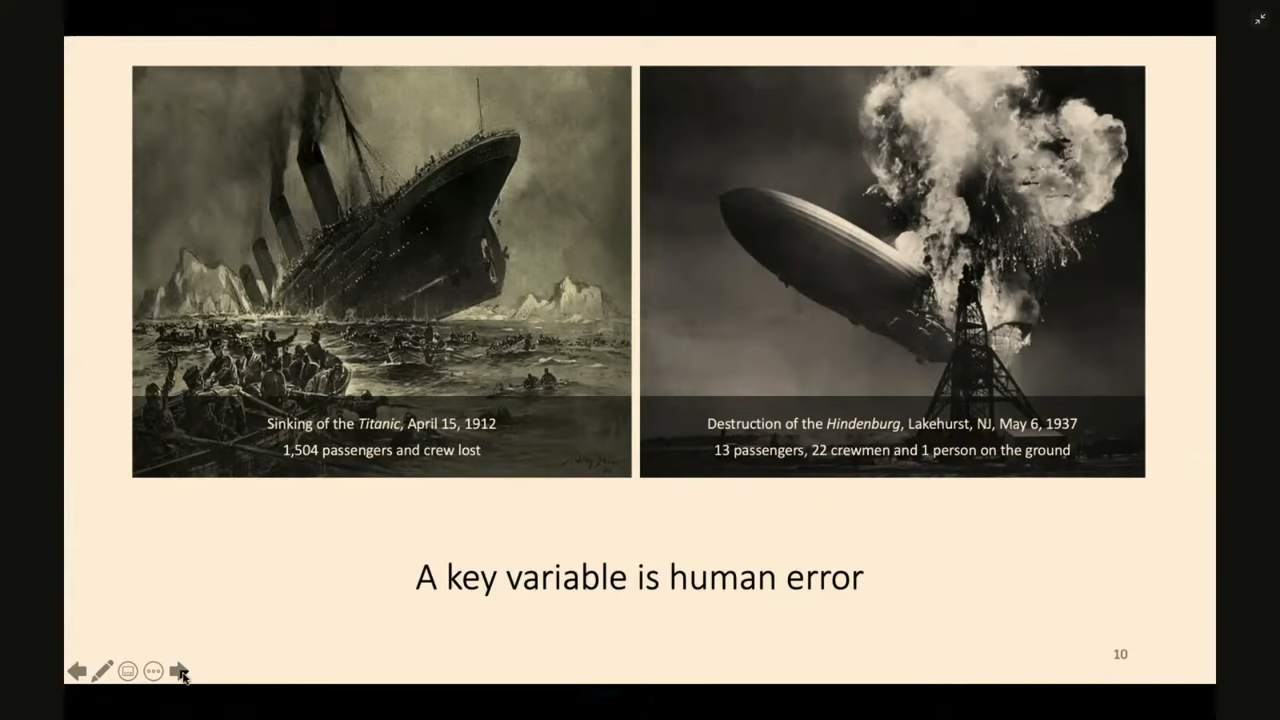 Sinking of the Titanic, April 15, 1912
1,504 passengers and crew lost
Destruction of the Hindenburg, Lakehurst, NJ, May 6, 1937
13 passengers, 22 crewmen and 1 person on the ground
A key variable is human error
10